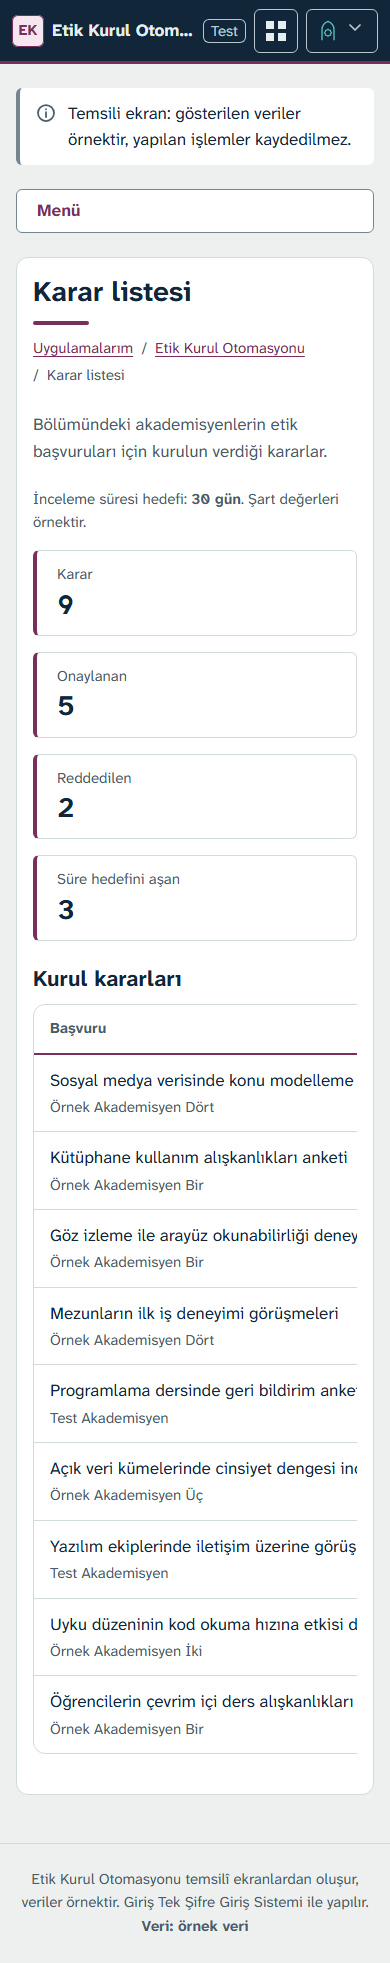 EK Etik Kurul Otom... Test
Temsili ekran: gösterilen veriler
örnektir, yapılan işlemler kaydedilmez.
Menü
Karar listesi
Uygulamalarım / Etik Kurul Otomasyonu
/ Karar listesi
Bölümündeki akademisyenlerin etik
başvuruları için kurulun verdiği kararlar.
İnceleme süresi hedefi: 30 gün. Şart değerleri
örnektir.
Karar
9
Onaylanan
5
Reddedilen
2
Süre hedefini aşan
3
Kurul kararları
Başvuru
Sosyal medya verisinde konu modelleme
Örnek Akademisyen Dört
Kütüphane kullanım alışkanlıkları anketi
Örnek Akademisyen Bir
Göz izleme ile arayüz okunabilirliği deney
Örnek Akademisyen Bir
Mezunların ilk iş deneyimi görüşmeleri
Örnek Akademisyen Dört
Programlama dersinde geri bildirim anke
Test Akademisyen
Açık veri kümelerinde cinsiyet dengesi inc
Örnek Akademisyen Üç
Yazılım ekiplerinde iletişim üzerine görüş
Test Akademisyen
Uyku düzeninin kod okuma hızına etkisi d
Örnek Akademisyen İki
Öğrencilerin çevrim içi ders alışkanlıkları
Örnek Akademisyen Bir
Etik Kurul Otomasyonu temsilî ekranlardan oluşur,
veriler örnektir. Giriş Tek Şifre Giriş Sistemi ile yapılır.
Veri: örnek veri